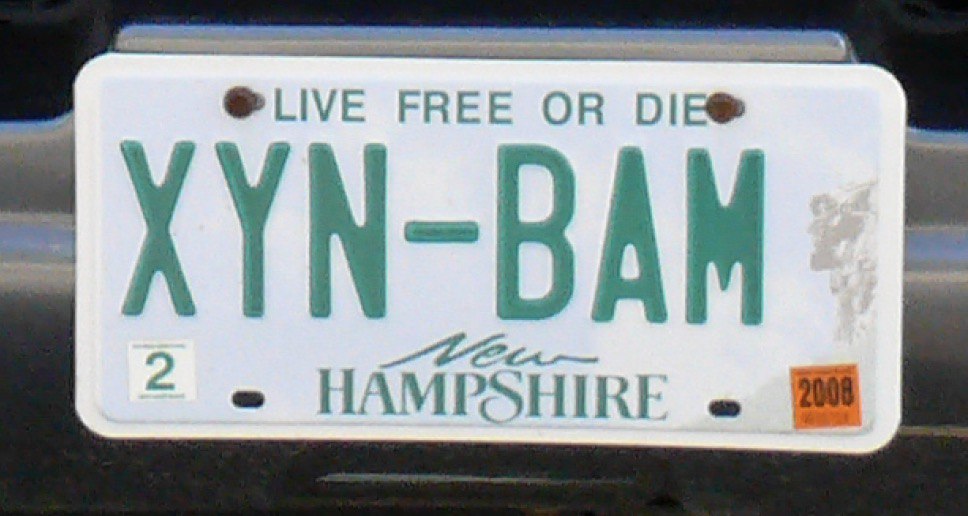 LIVE FREE OR DIE
XYN-BAM
2
New
HAMPSHIRE
2008